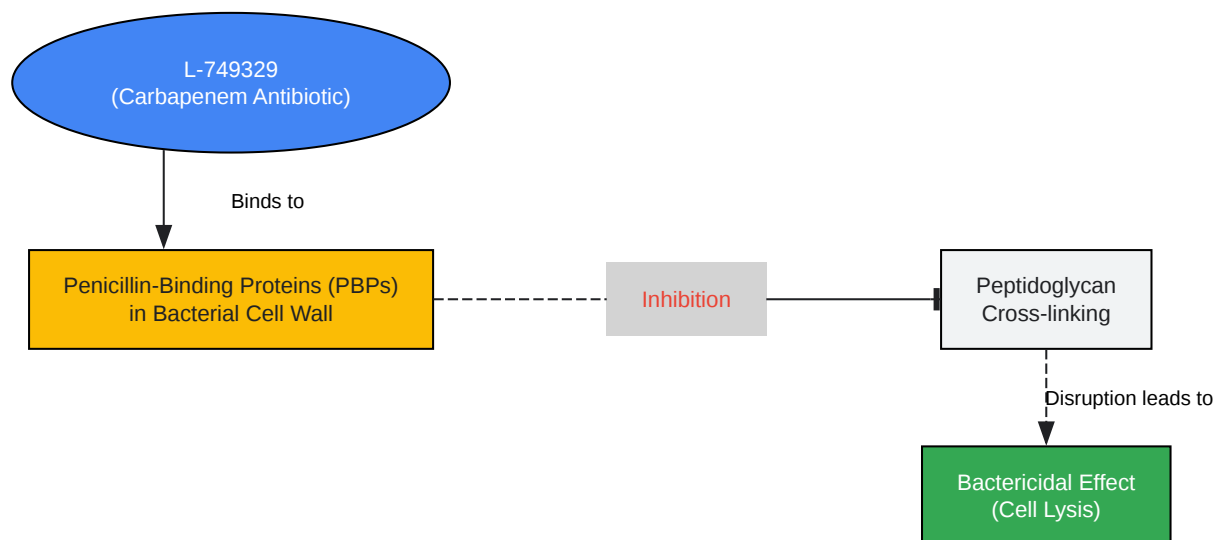 L-749329
(Carbapenem Antibiotic)
Binds to
Penicillin-Binding Proteins (PBPs)
in Bacterial Cell Wall
Inhibition
Peptidoglycan
Cross-linking
Disruption leads to
Bactericidal Effect
(Cell Lysis)